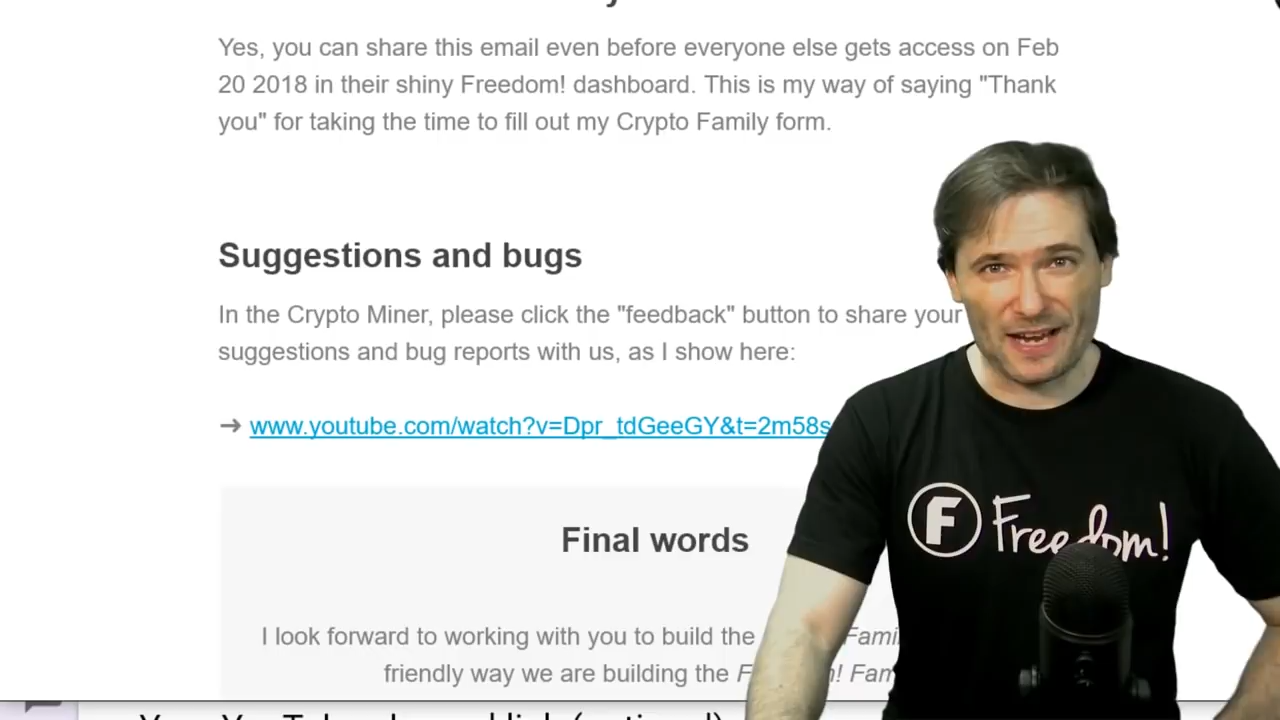 Yes, you can share this email even before everyone else gets access on Feb
20 2018 in their shiny Freedom! dashboard. This is my way of saying "Thank
you" for taking the time to fill out my Crypto Family form.
Suggestions and bugs
In the Crypto Miner, please click the "feedback" button to share your
suggestions and bug reports with us, as I show here:
➔ www.youtube.com/watch?v=Dpr_tdGeeGY&t=2m58s
F Freedom!
Final words
I look forward to working with you to build the
friendly way we are building the